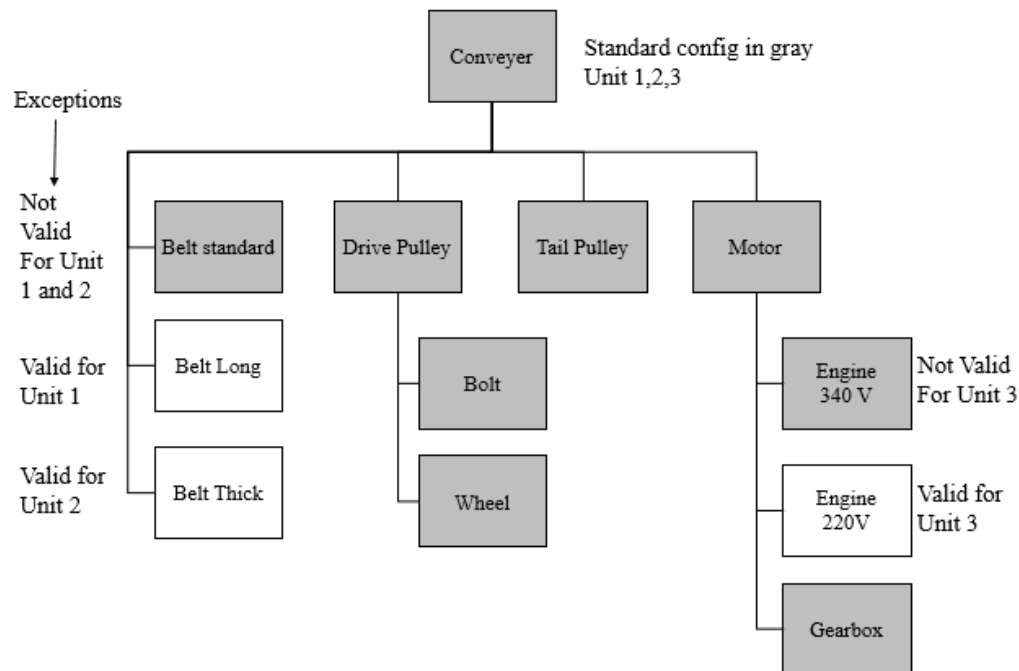 Conveyer
Standard config in gray
Unit 1,2,3
Exceptions
Not
Valid
For Unit
1 and 2
Belt standard
Drive Pulley
Tail Pulley
Motor
Valid for
Unit 1
Belt Long
Bolt
Engine
340 V
Not Valid
For Unit 3
Valid for
Unit 2
Belt Thick
Wheel
Engine
220V
Valid for
Unit 3
Gearbox